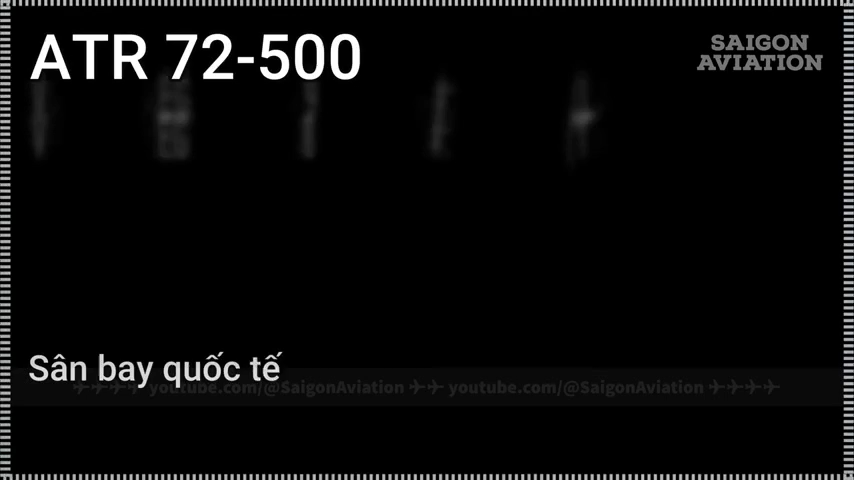 ATR 72-500
SAIGON
AVIATION
Sân bay quốc tế
youtube.com/@SaigonAviation ✈✈ youtube.com/@SaigonAviation